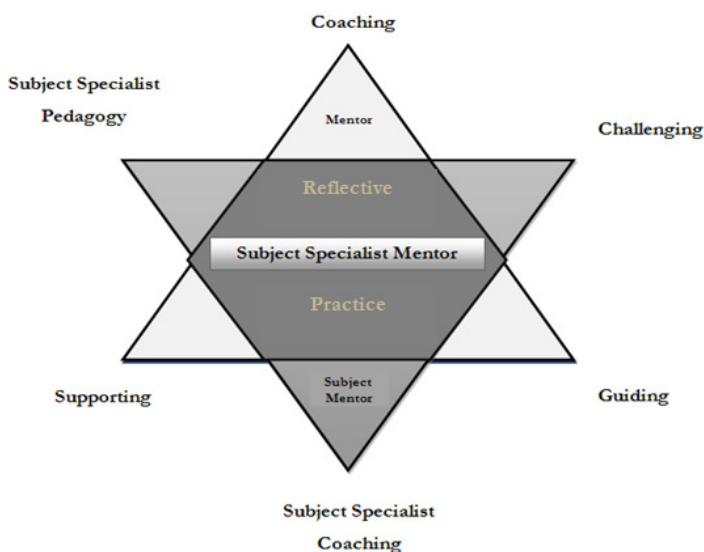 Coaching
Subject Specialist
Pedagogy
Mentor
Challenging
Reflective
Subject Specialist Mentor
Practice
Subject
Mentor
Supporting
Guiding
Subject Specialist
Coaching